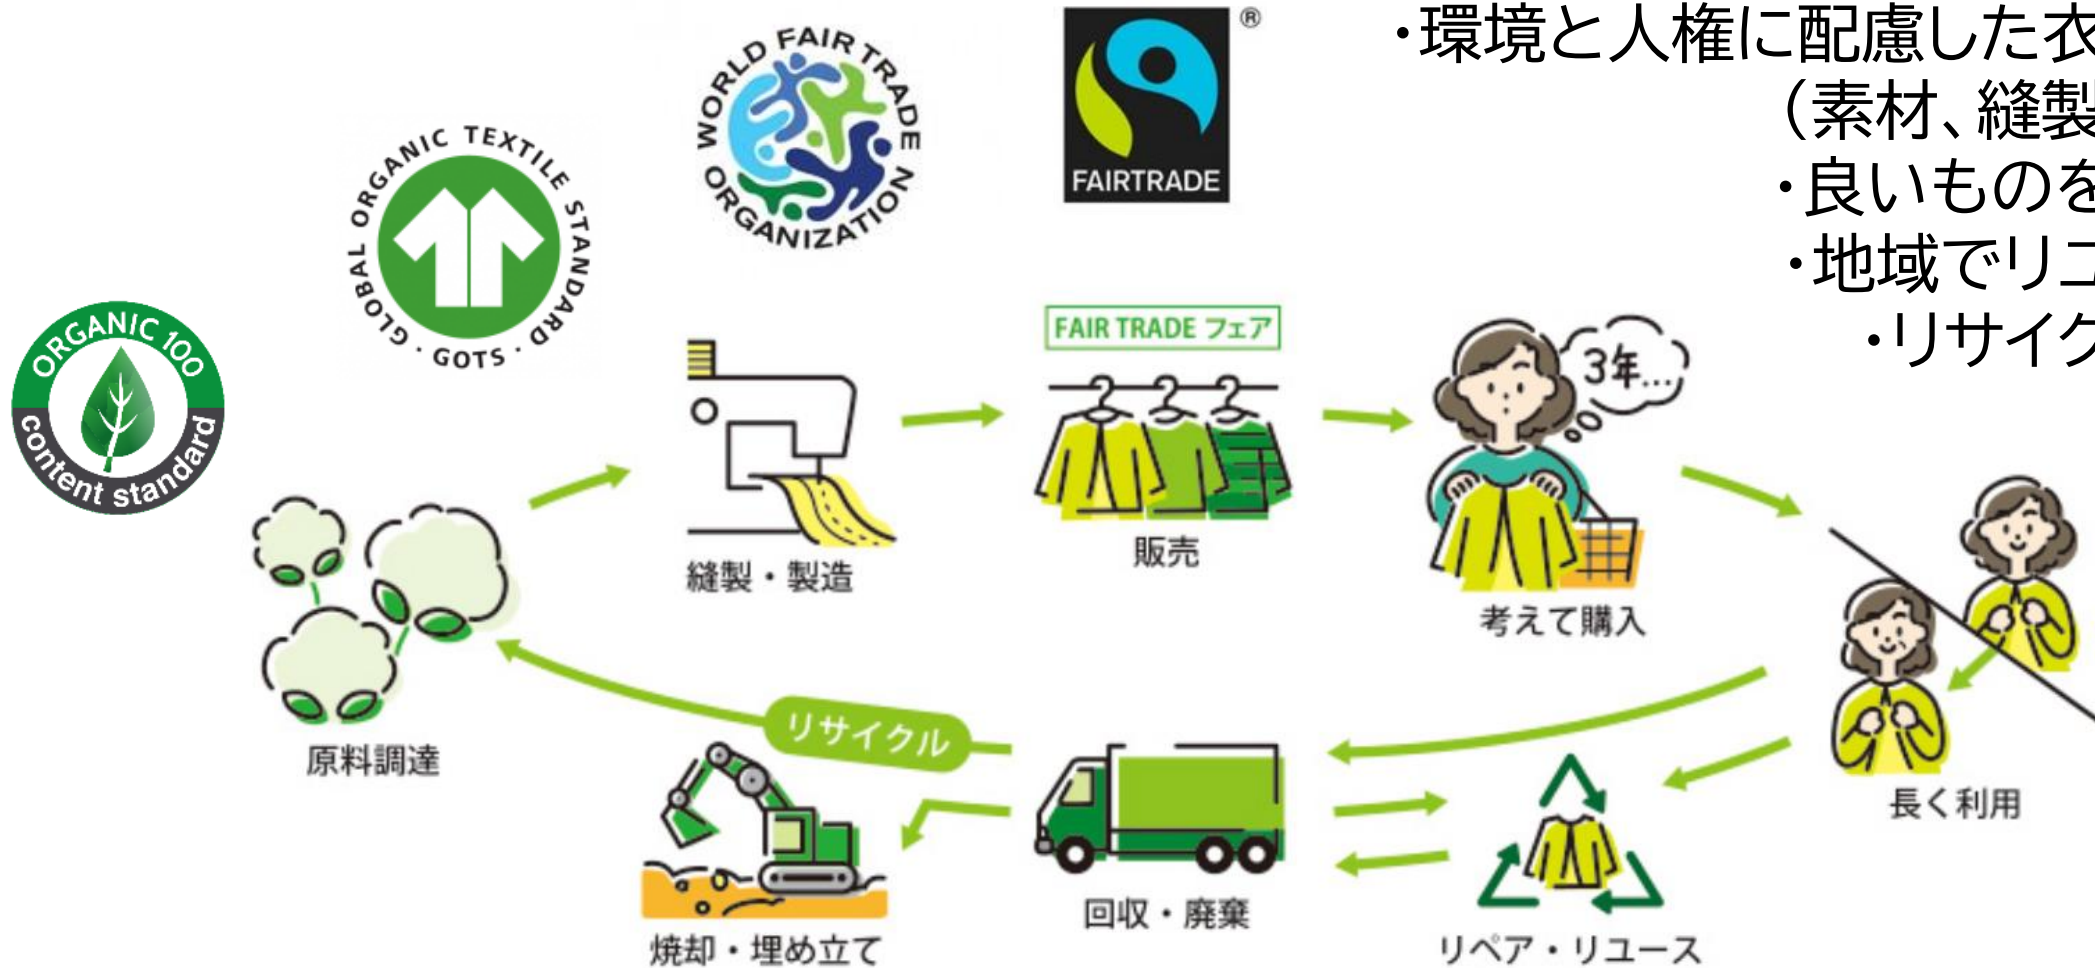 ・環境と人権に配慮した衣
（素材、縫製
・良いものを
・地域でリユ
・リサイク
WORLD FAIR TRADE ORGANIZATION
®
FAIRTRADE
GLOBAL ORGANIC TEXTILE STANDARD
・GOTS・
ORGANIC 100
content standard
FAIR TRADE フェア
3年...
縫製・製造
販売
考えて購入
原料調達
リサイクル
長く利用
焼却・埋め立て
回収・廃棄
リペア・リユース